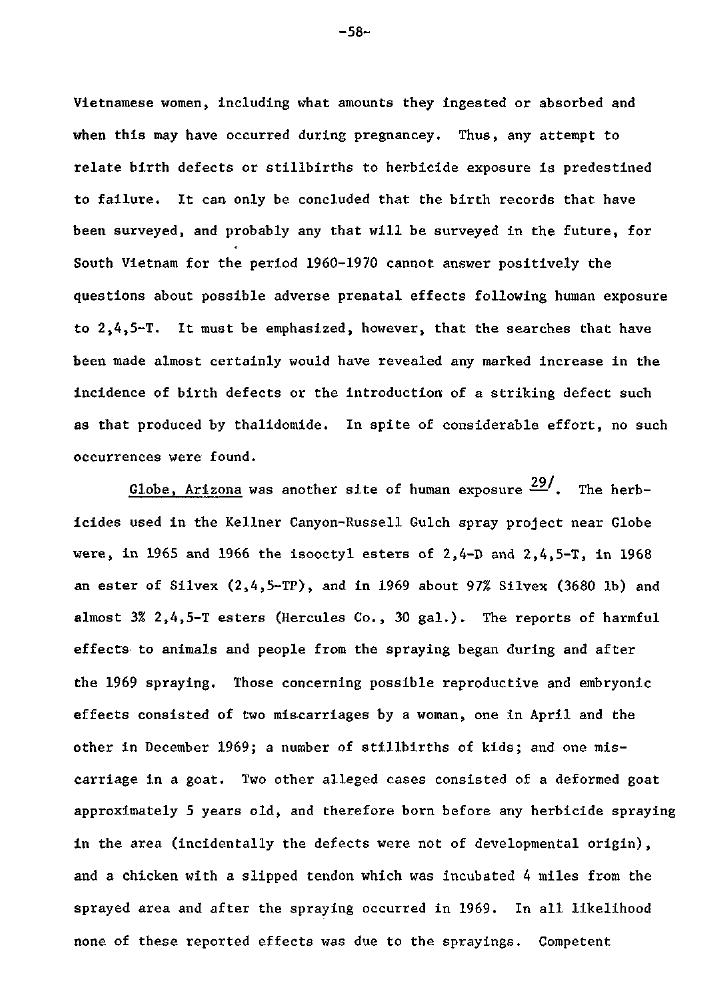 -58-
Vietnamese women, including what amounts they ingested or absorbed and
when this may have occurred during pregnancey. Thus, any attempt to
relate birth defects or stillbirths to herbicide exposure is predestined
to failure. It can only be concluded that the birth records that have
been surveyed, and probably any that will be surveyed in the future, for
South Vietnam for the period 1960-1970 cannot answer positively the
questions about possible adverse prenatal effects following human exposure
to 2,4,5-T. It must be emphasized, however, that the searches that have
been made almost certainly would have revealed any marked increase in the
incidence of birth defects or the introduction of a striking defect such
as that produced by thalidomide. In spite of considerable effort, no such
occurrences were found.
Globe, Arizona was another site of human exposure 29/. The herb-
icides used in the Kellner Canyon-Russell Gulch spray project near Globe
were, in 1965 and 1966 the isooctyl esters of 2,4-D and 2,4,5-T, in 1968
an ester of Silvex (2,4,5-TP), and in 1969 about 97% Silvex (3680 lb) and
almost 3% 2,4,5-T esters (Hercules Co., 30 gal.). The reports of harmful
effects to animals and people from the spraying began during and after
the 1969 spraying. Those concerning possible reproductive and embryonic
effects consisted of two miscarriages by a woman, one in April and the
other in December 1969; a number of stillbirths of kids; and one mis-
carriage in a goat. Two other alleged cases consisted of a deformed goat
approximately 5 years old, and therefore born before any herbicide spraying
in the area (incidentally the defects were not of developmental origin),
and a chicken with a slipped tendon which was incubated 4 miles from the
sprayed area and after the spraying occurred in 1969. In all likelihood
none of these reported effects was due to the sprayings. Competent